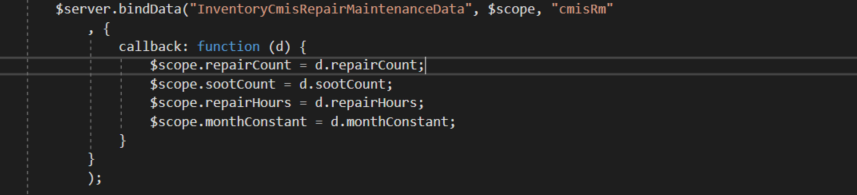 $server.bindData("InventoryCmisRepairMaintenanceData", $scope, "cmisRm"
, {
callback: function (d) {
$scope.repairCount = d.repairCount;
$scope.sootCount = d.sootCount;
$scope.repairHours = d.repairHours;
$scope.monthConstant = d.monthConstant;
}
}
);